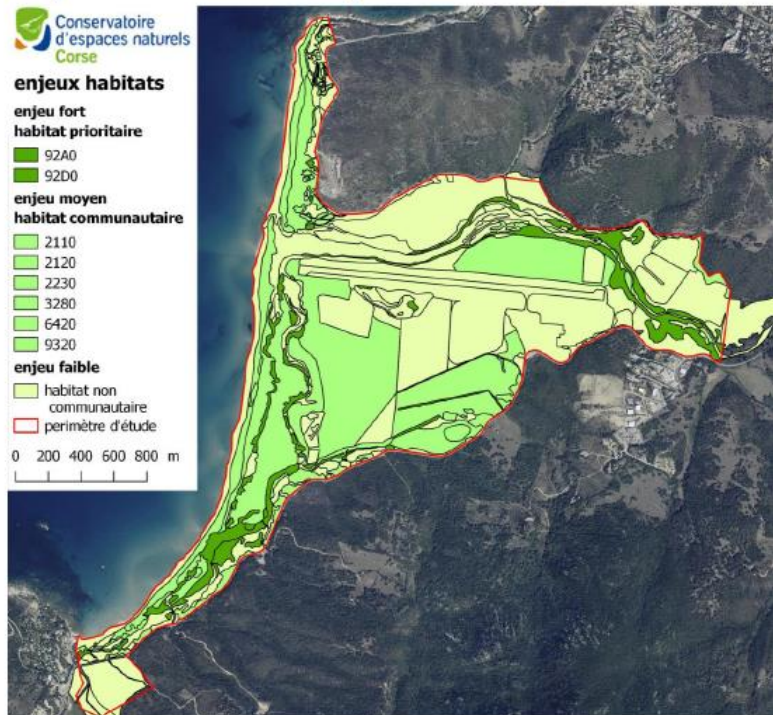 Conservatoire
d'espaces naturels
Corse
enjeux habitats
enjeu fort
habitat prioritaire
92A0
92D0
enjeu moyen
habitat communautaire
2110
2120
2230
3280
6420
9320
enjeu faible
habitat non
communautaire
perimètre d'étude
0 200 400 600 800 m